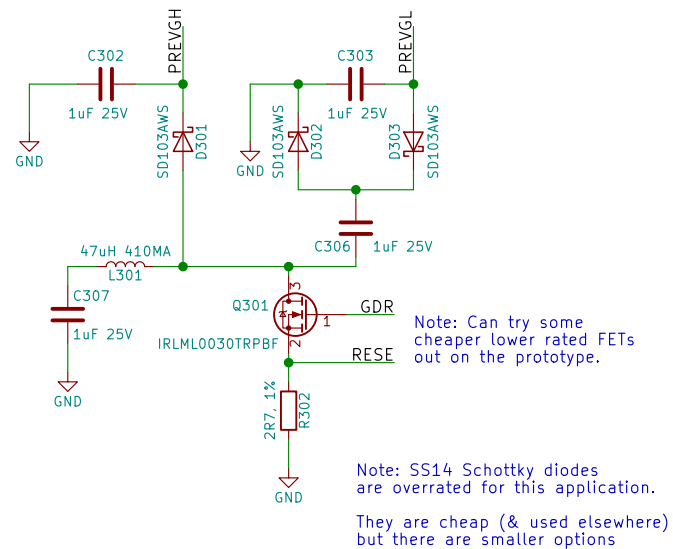 PREVGH
PREVGL
C302
C303
1uF 25V
1uF 25V
SD103AWS
D301
SD103AWS
D302
D303
SD103AWS
GND
GND
C306
1uF 25V
47uH 410MA
L301
C307
1uF 25V
GND
Q301
3
1
2
GDR
IRLML0030TRPBF
RESE
Note: Can try some
cheaper lower rated FETs
out on the prototype.
2R7, 1%
R302
GND
Note: SS14 Schottky diodes
are overrated for this application.
They are cheap (& used elsewhere)
but there are smaller options